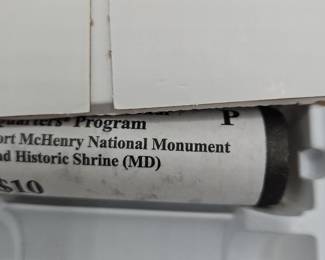 Quarters® Program P
ort McHenry National Monument
nd Historic Shrine (MD)
$10